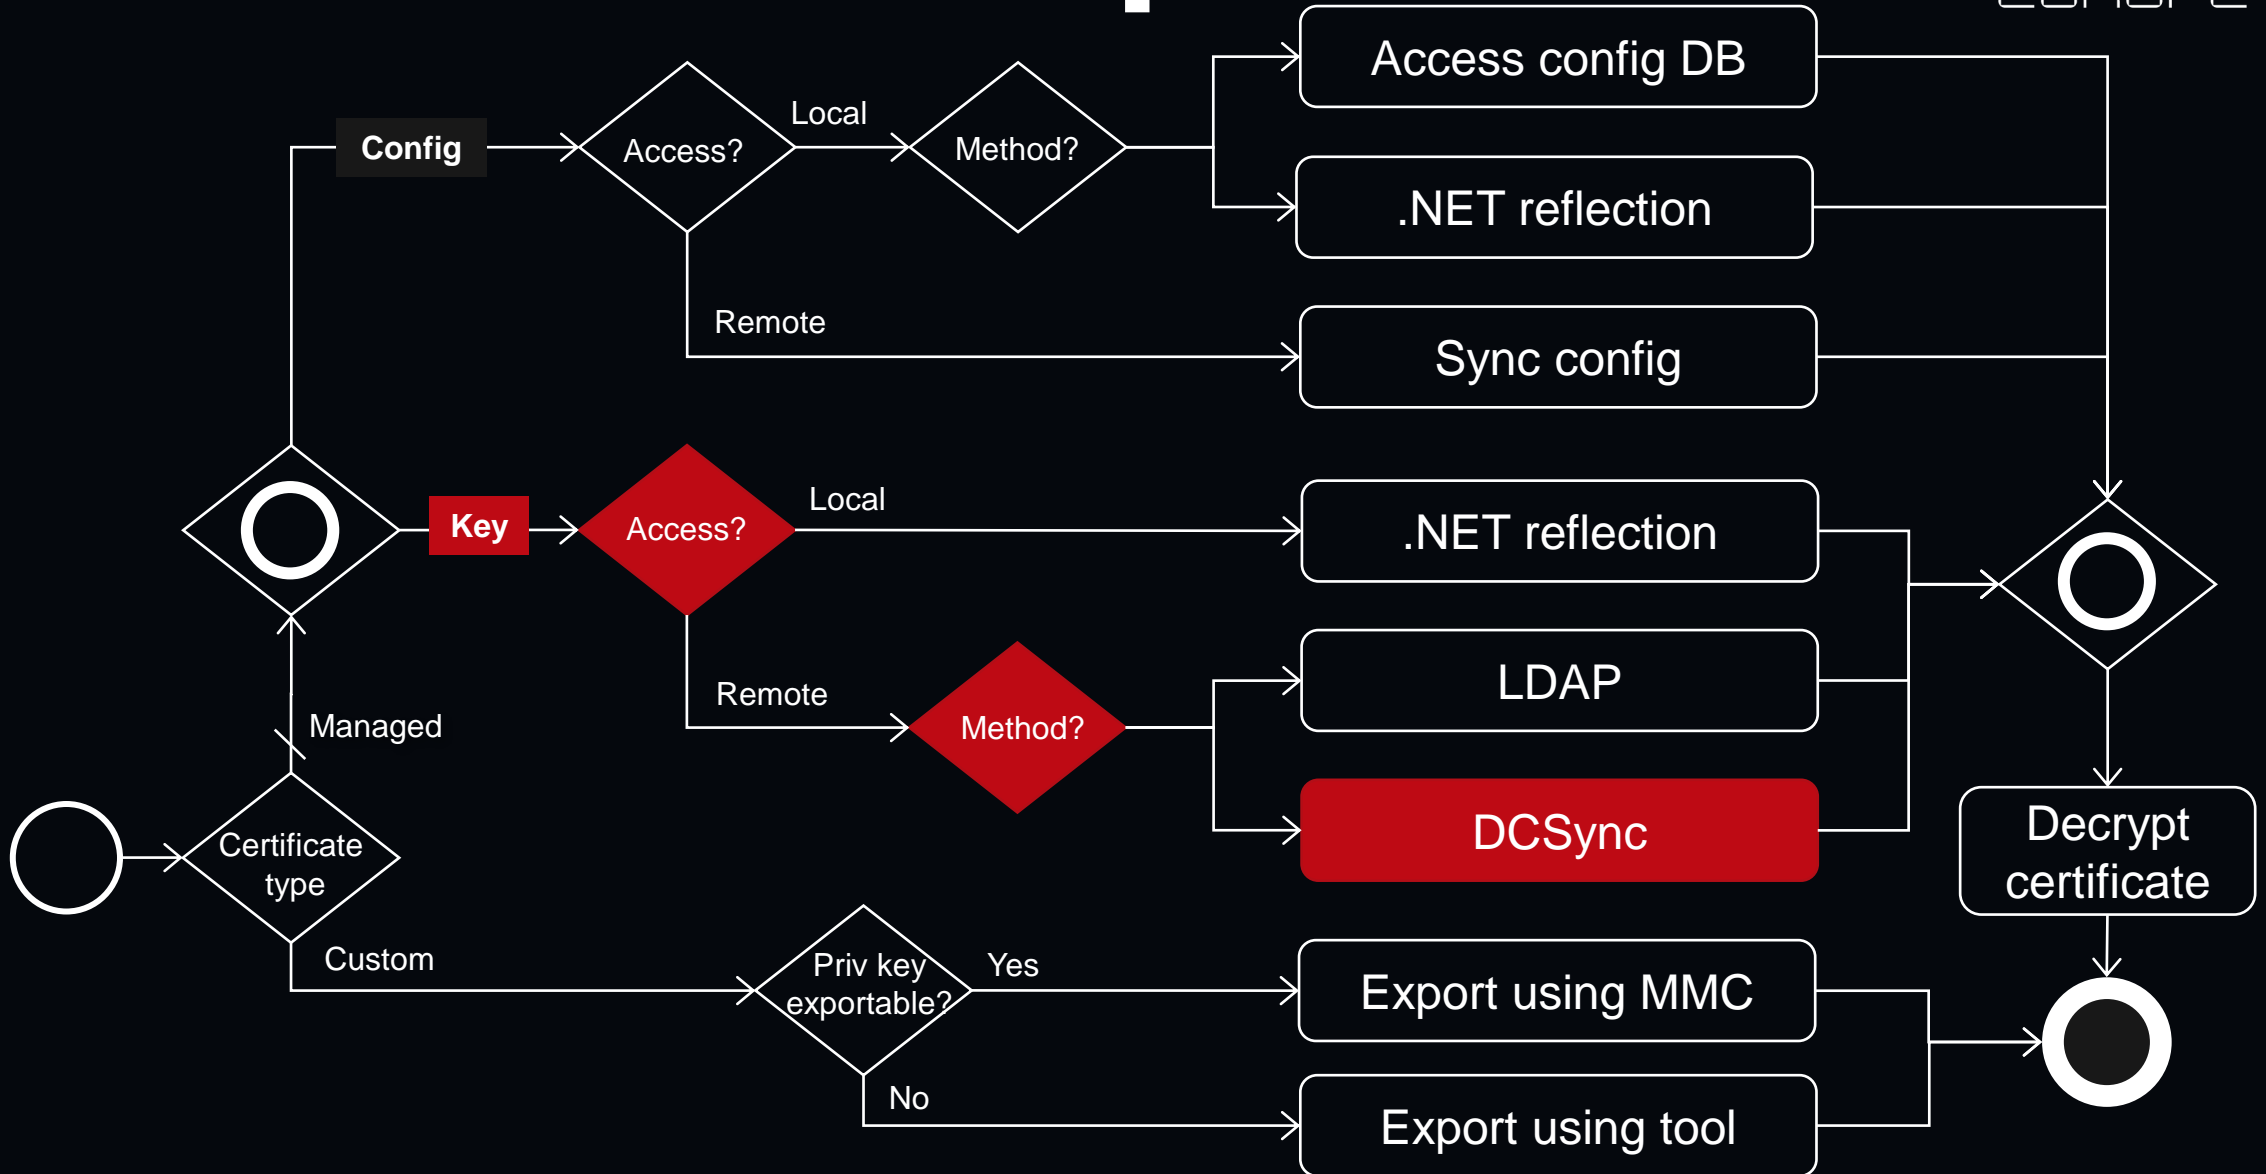 Access config DB
Local
Config
Access?
Method?
.NET reflection
Remote
Sync config
Local
Key
Access?
.NET reflection
Remote
LDAP
Managed
Method?
DCSync
Certificate
type
Decrypt
certificate
Custom
Priv key
exportable?
Yes
Export using MMC
No
Export using tool